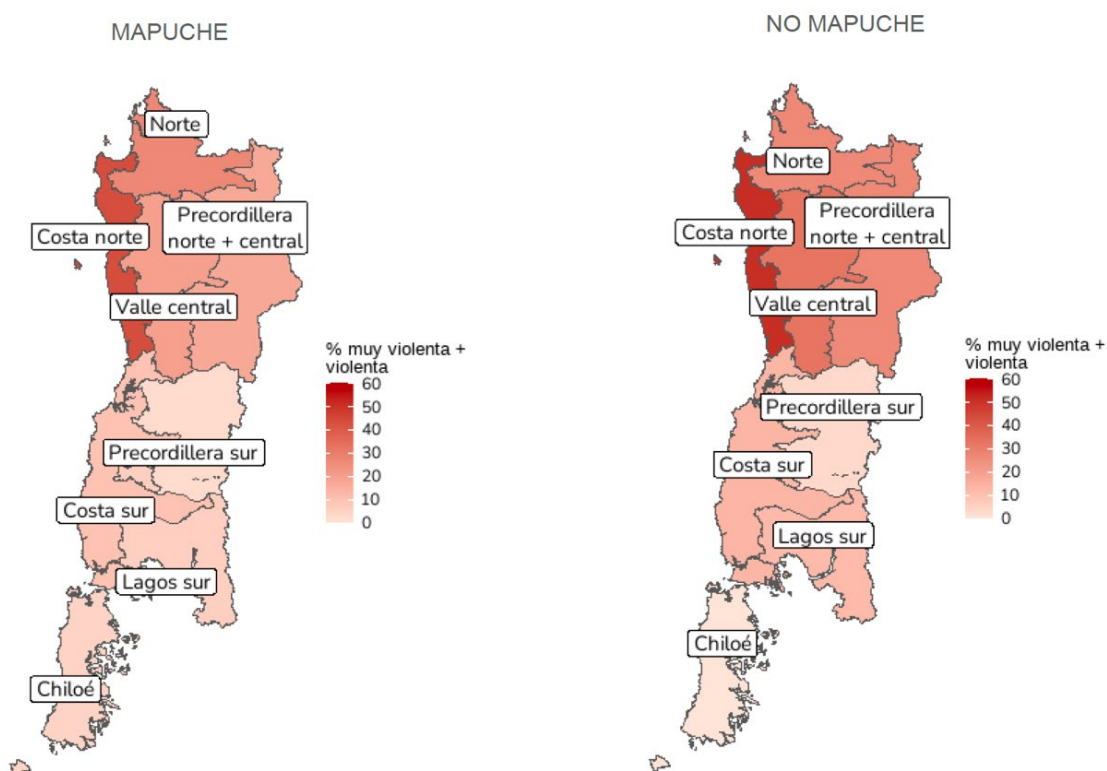 MAPUCHE
Norte
Precordillera
norte + central
Costa norte
Valle central
Precordillera sur
Costa sur
Lagos sur
Chiloé
% muy violenta +
violenta
60
50
40
30
20
10
0
NO MAPUCHE
Norte
Precordillera
norte + central
Costa norte
Valle central
Precordillera sur
Costa sur
Lagos sur
Chiloé
% muy violenta +
violenta
60
50
40
30
20
10
0